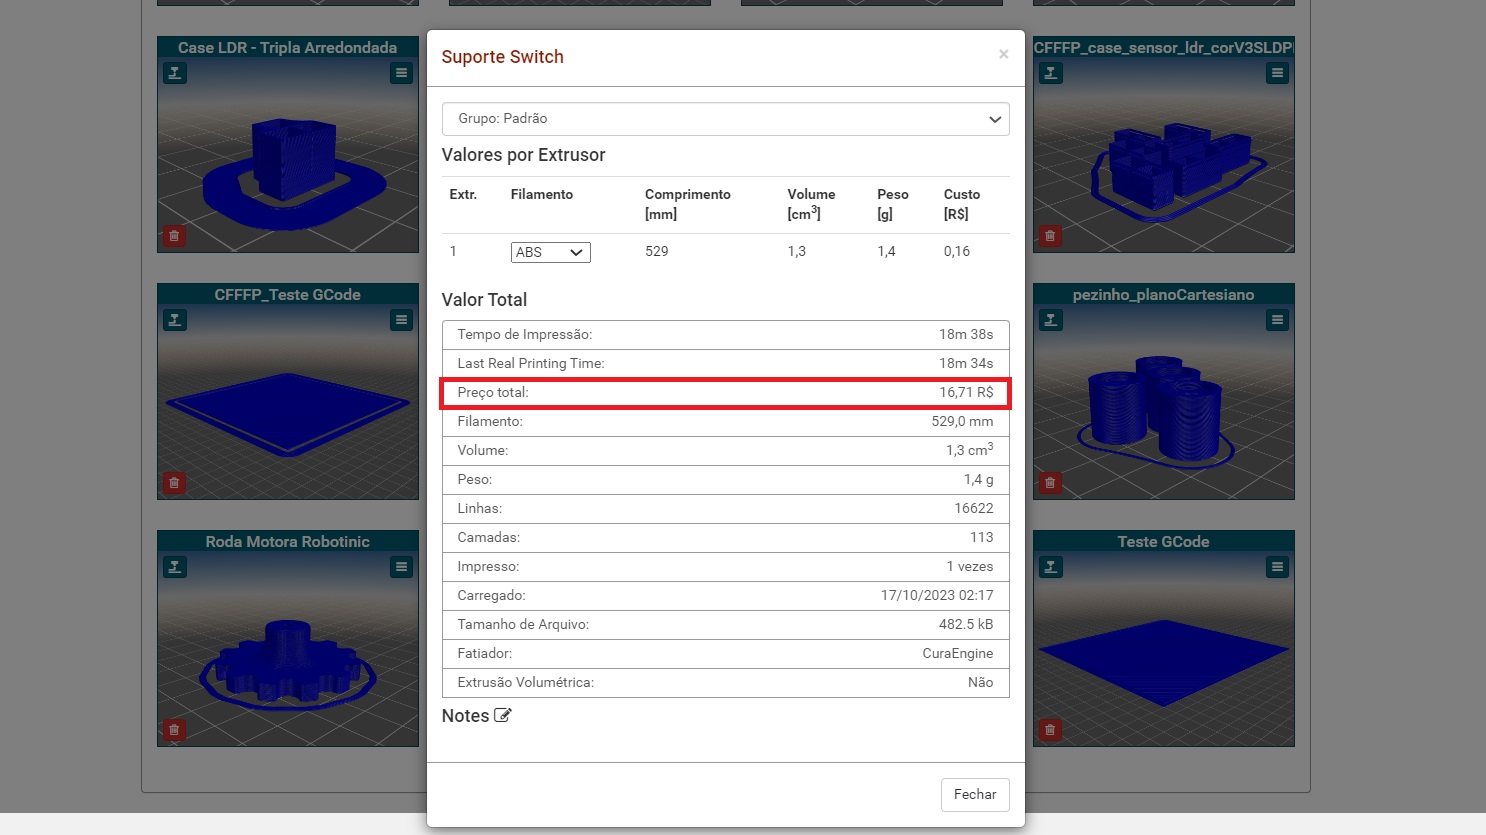 Case LDR - Tripla Arredondada
CFFFP_case_sensor_ldr_corV3SLDP
CFFFP_Teste GCode
pezinho_planoCartesiano
Roda Motora Robotinic
Teste GCode
Suporte Switch
×
Grupo: Padrão
Valores por Extrusor
Extr. Filamento Comprimento [mm] Volume [cm³] Peso [g] Custo [R$]
1 ABS 529 1,3 1,4 0,16
Valor Total
Tempo de Impressão: 18m 38s
Last Real Printing Time: 18m 34s
Preço total: 16,71 R$
Filamento: 529,0 mm
Volume: 1,3 cm³
Peso: 1,4 g
Linhas: 16622
Camadas: 113
Impresso: 1 vezes
Carregado: 17/10/2023 02:17
Tamanho de Arquivo: 482.5 kB
Fatiador: CuraEngine
Extrusão Volumétrica: Não
Notes
Fechar